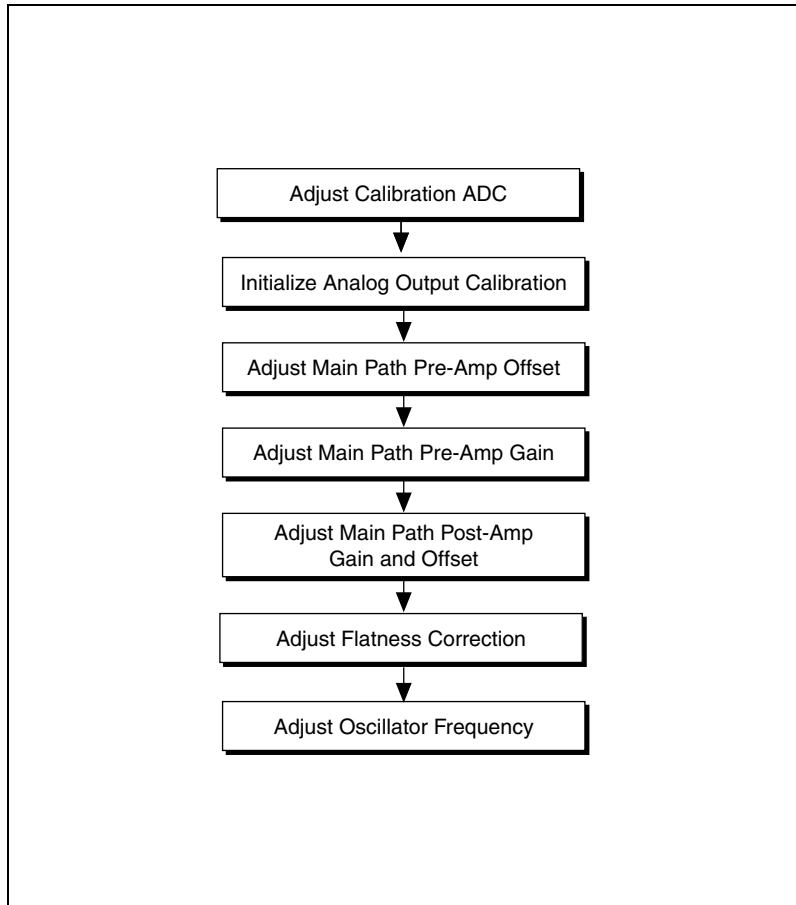 Adjust Calibration ADC
Initialize Analog Output Calibration
Adjust Main Path Pre-Amp Offset
Adjust Main Path Pre-Amp Gain
Adjust Main Path Post-Amp
Gain and Offset
Adjust Flatness Correction
Adjust Oscillator Frequency